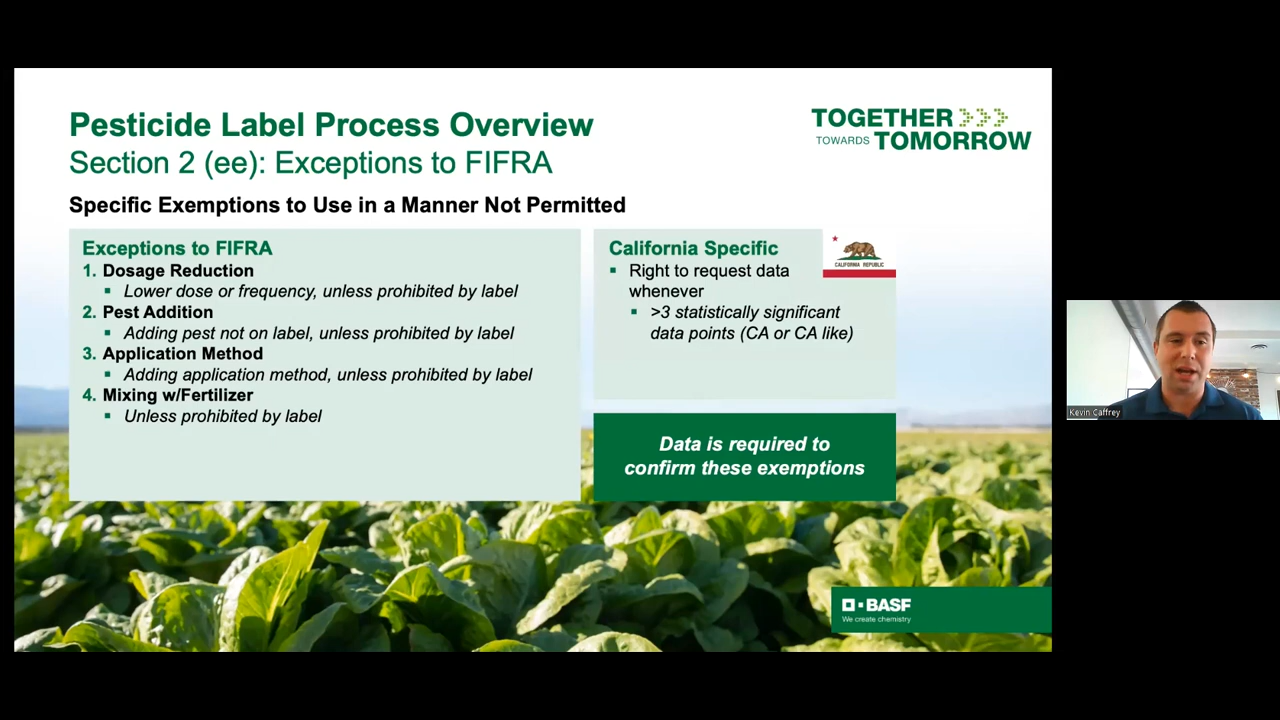 Pesticide Label Process Overview
Section 2 (ee): Exceptions to FIFRA
TOGETHER
TOWARDS TOMORROW
Specific Exemptions to Use in a Manner Not Permitted
Exceptions to FIFRA
1. Dosage Reduction
▪ Lower dose or frequency, unless prohibited by label
2. Pest Addition
▪ Adding pest not on label, unless prohibited by label
3. Application Method
▪ Adding application method, unless prohibited by label
4. Mixing w/Fertilizer
▪ Unless prohibited by label
California Specific
▪ Right to request data
whenever
▪ >3 statistically significant
data points (CA or CA like)
CALIFORNIA REPUBLIC
Data is required to
confirm these exemptions
BASF
We create chemistry
Kevin Caffrey